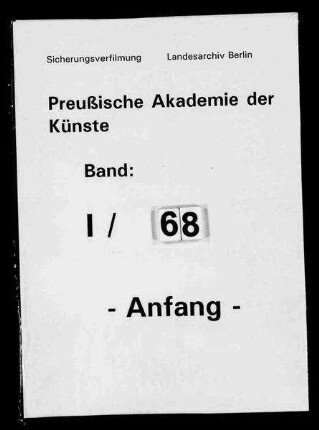 Sicherungsverfilmung Landesarchiv Berlin
Preußische Akademie der
Künste
Band:
I / 68
- Anfang -